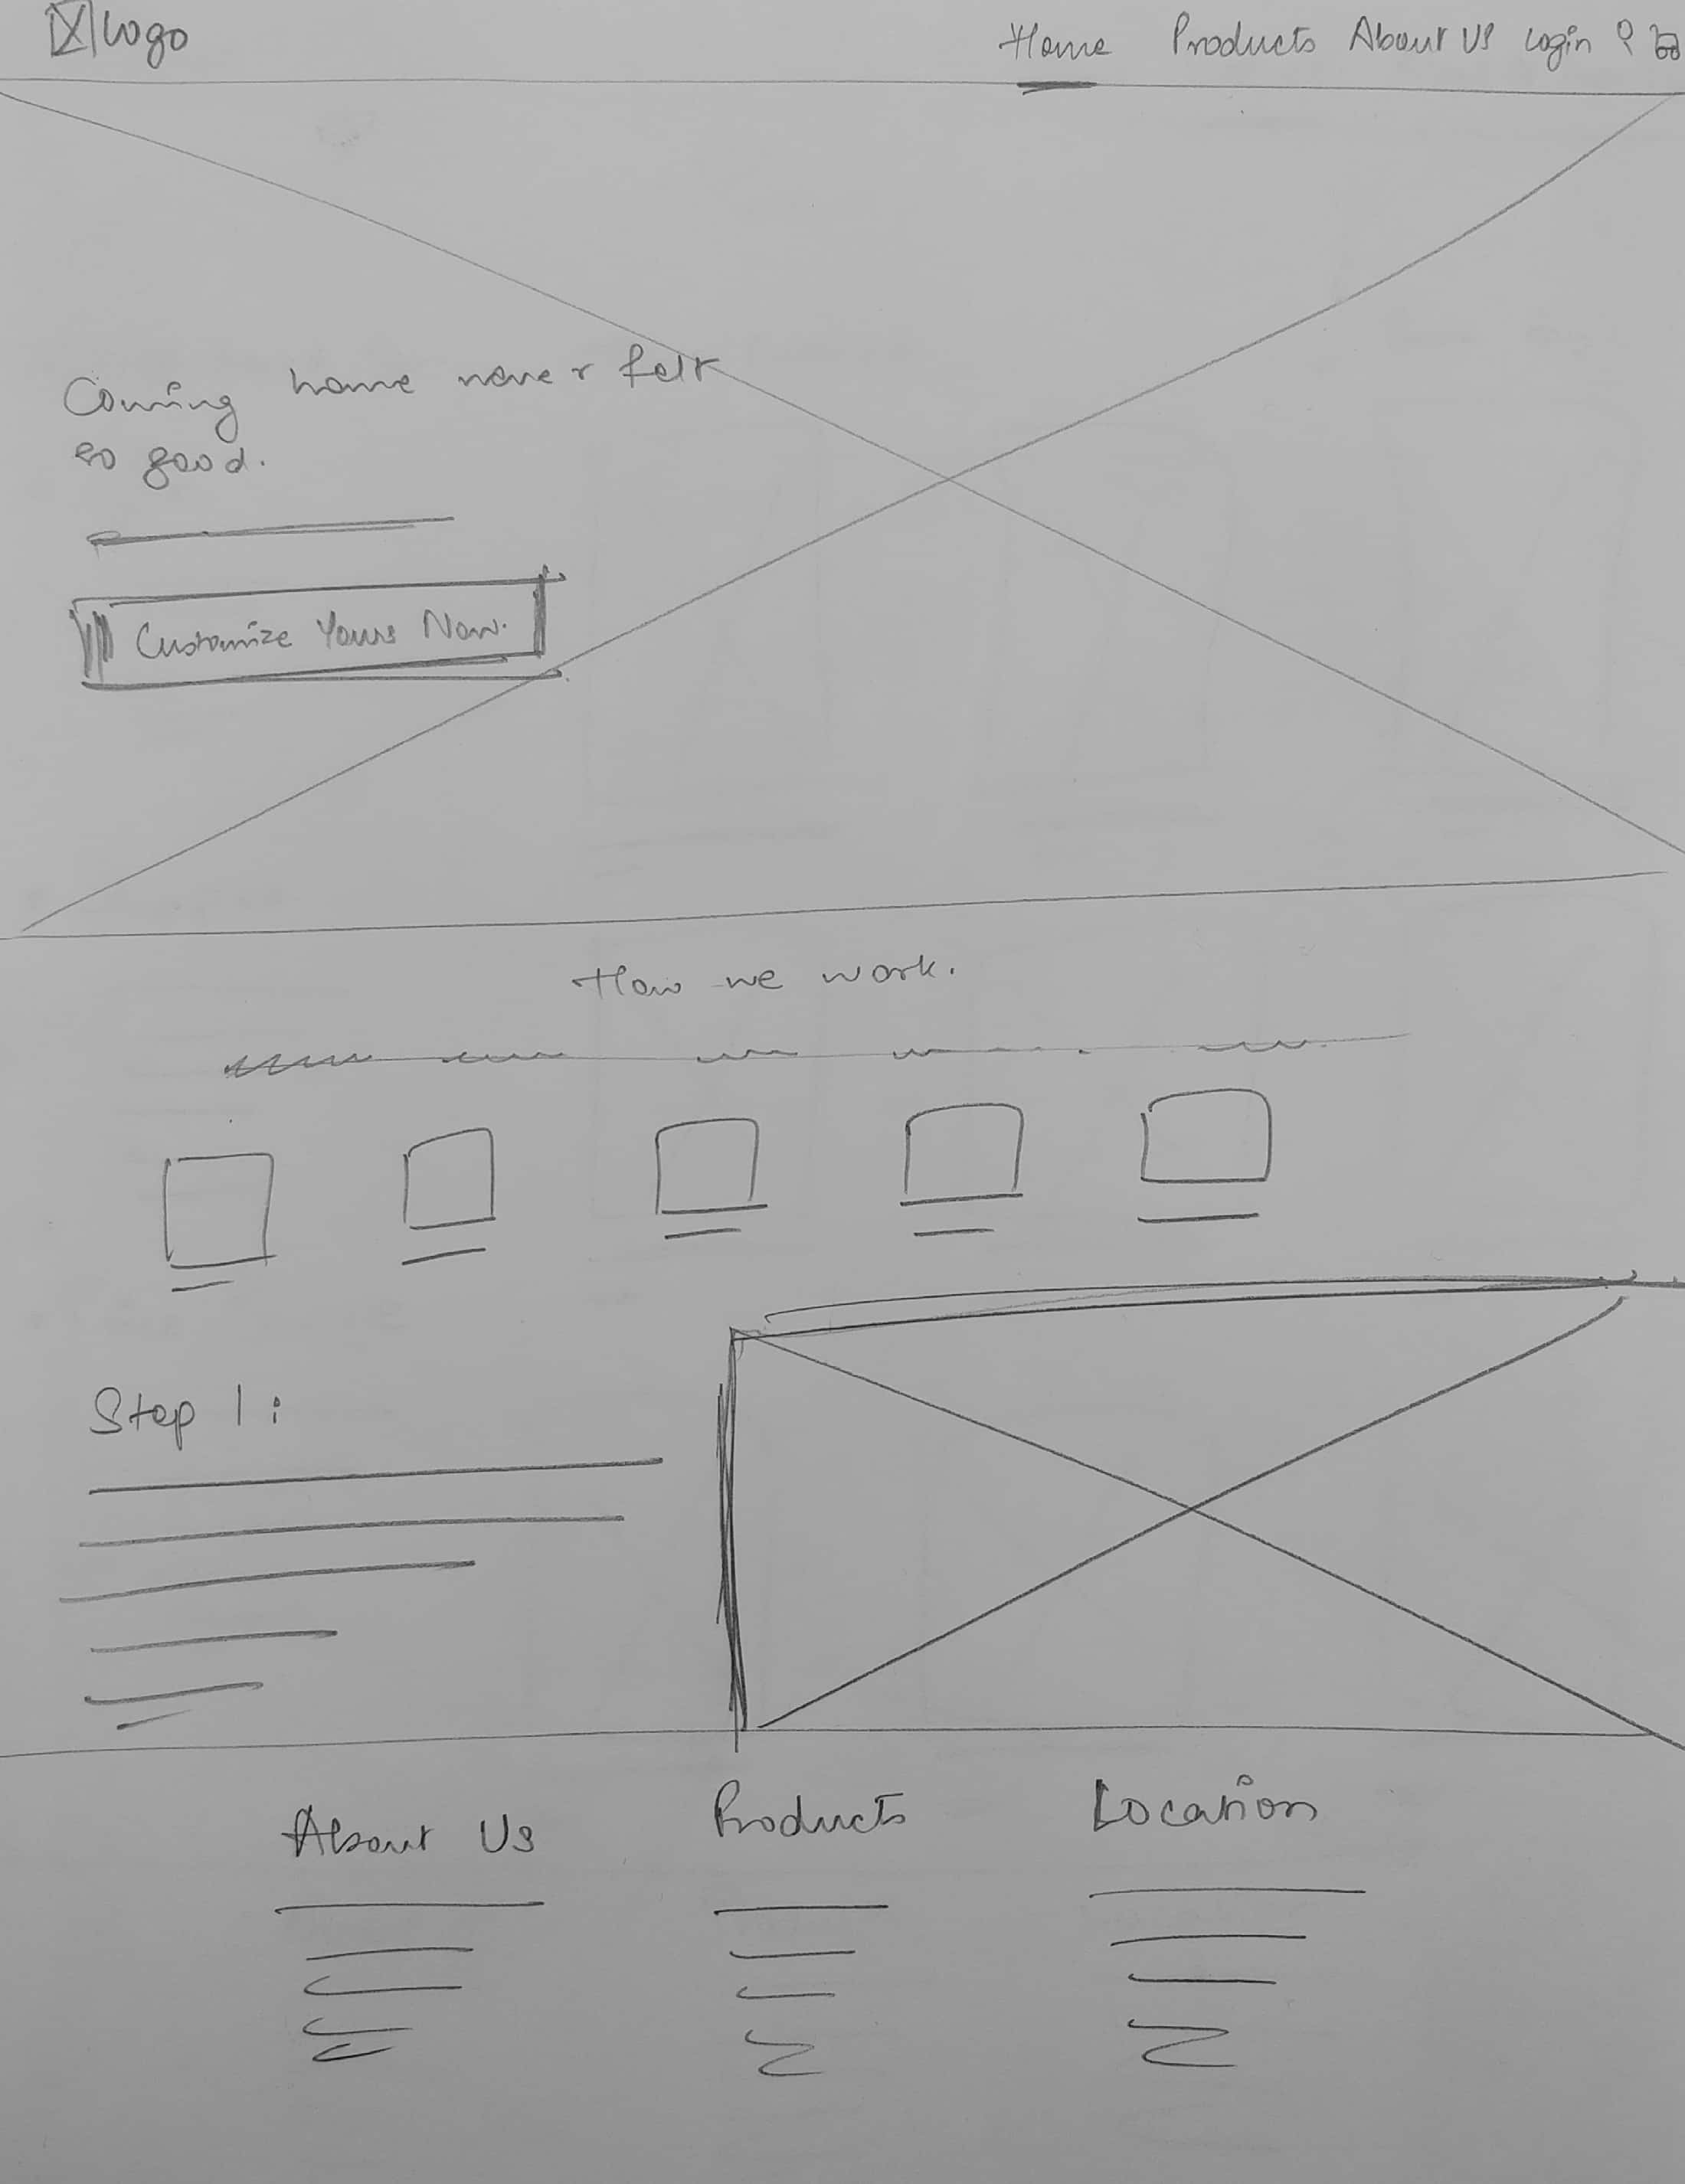 Logo
Home Products About Us Login
Coming home never felt
so good.
Customize Yours Now.
How we work.
Step 1:
About Us Products Location